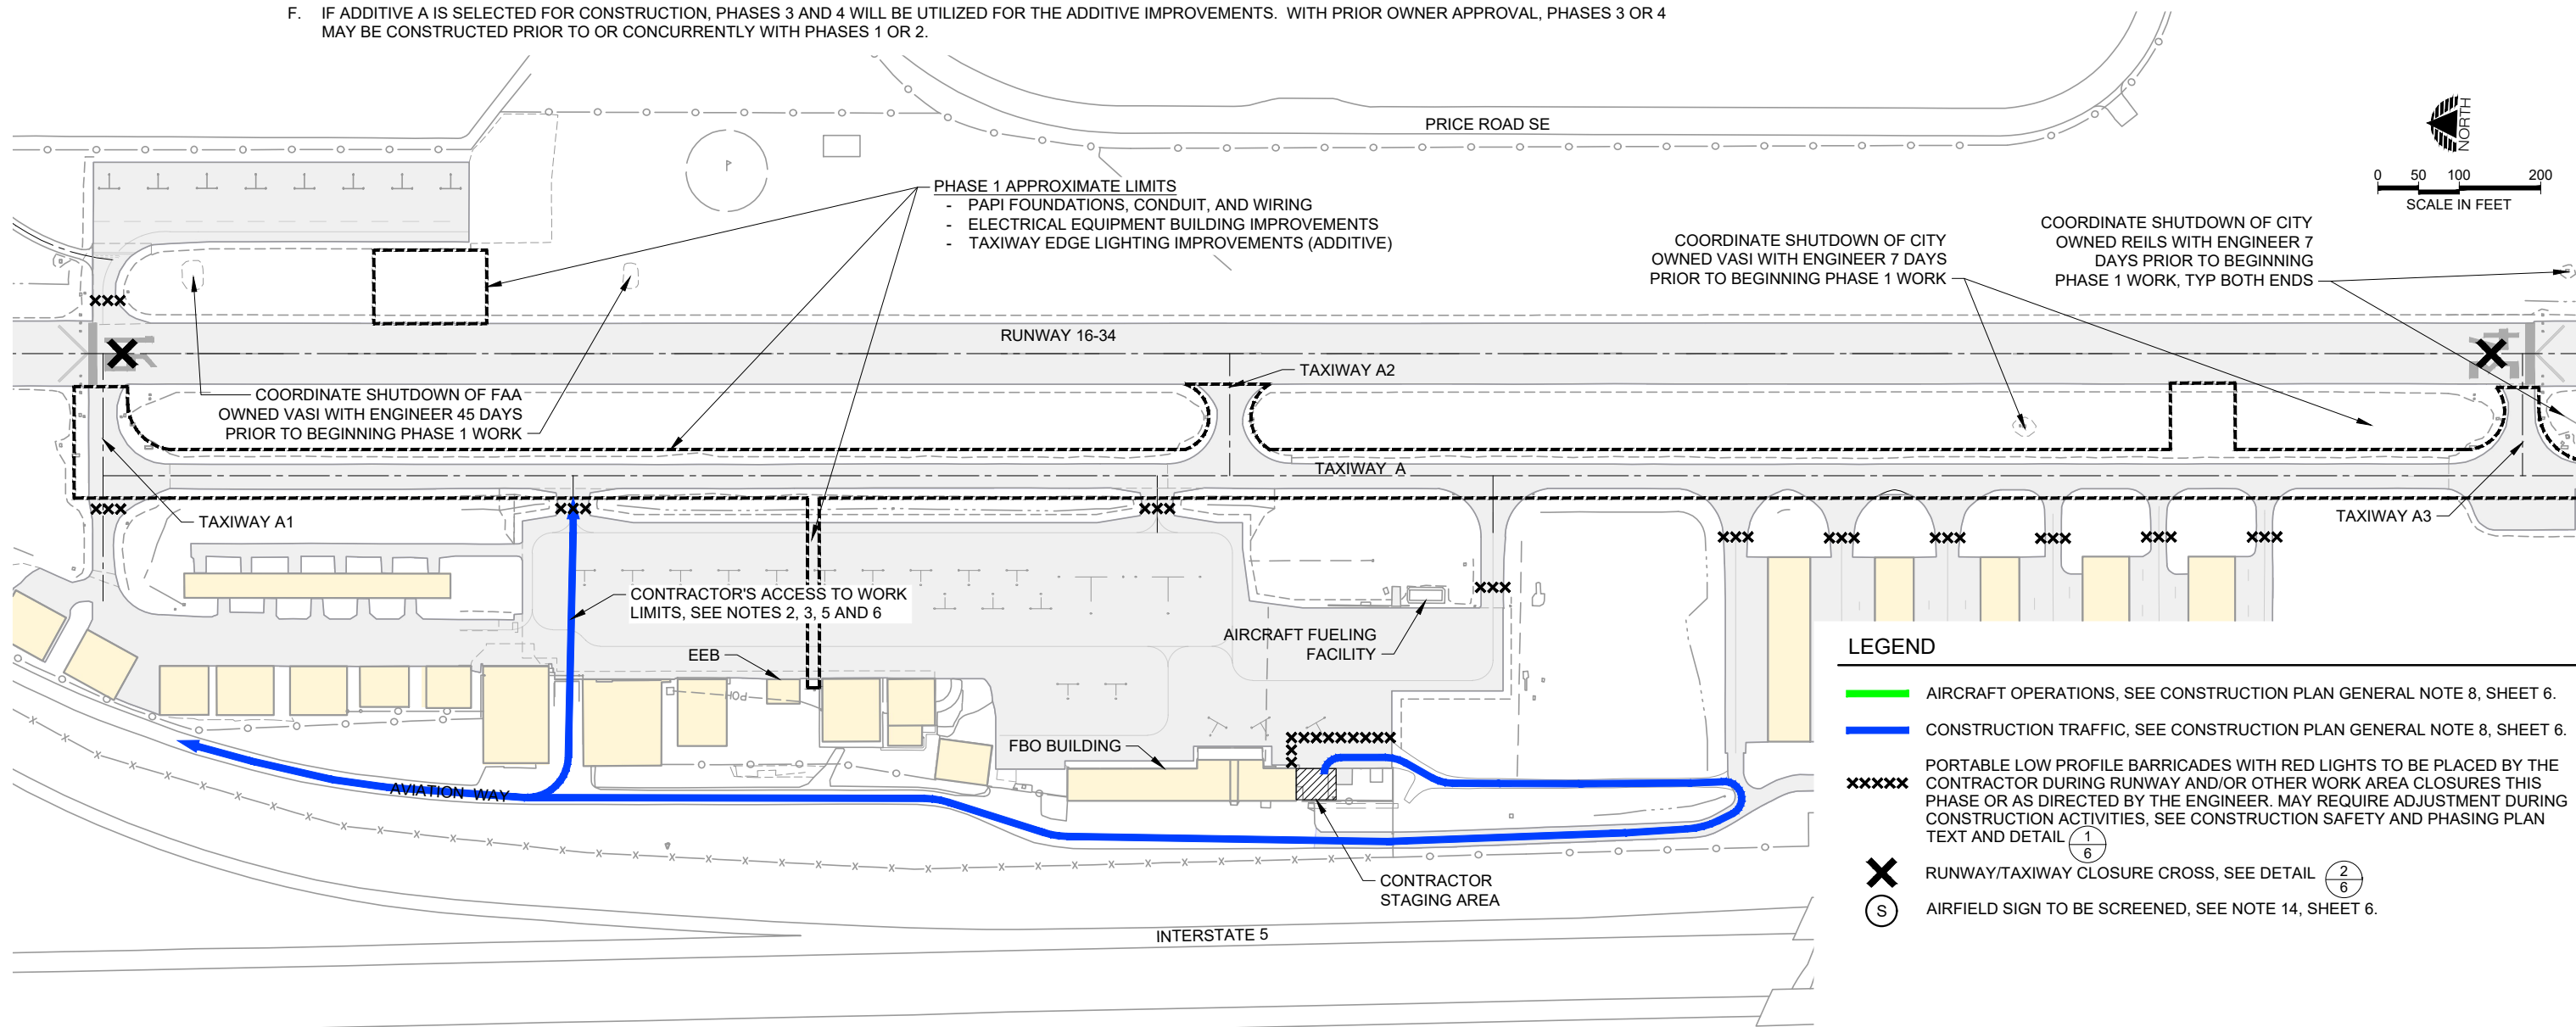 F. IF ADDITIVE A IS SELECTED FOR CONSTRUCTION, PHASES 3 AND 4 WILL BE UTILIZED FOR THE ADDITIVE IMPROVEMENTS. WITH PRIOR OWNER APPROVAL, PHASES 3 OR 4
MAY BE CONSTRUCTED PRIOR TO OR CONCURRENTLY WITH PHASES 1 OR 2.
PRICE ROAD SE
NORTH
0 50 100 200
SCALE IN FEET
PHASE 1 APPROXIMATE LIMITS
- PAPI FOUNDATIONS, CONDUIT, AND WIRING
- ELECTRICAL EQUIPMENT BUILDING IMPROVEMENTS
- TAXIWAY EDGE LIGHTING IMPROVEMENTS (ADDITIVE)
COORDINATE SHUTDOWN OF CITY
OWNED VASI WITH ENGINEER 7 DAYS
PRIOR TO BEGINNING PHASE 1 WORK
COORDINATE SHUTDOWN OF CITY
OWNED REILS WITH ENGINEER 7
DAYS PRIOR TO BEGINNING
PHASE 1 WORK, TYP BOTH ENDS
RUNWAY 16-34
TAXIWAY A2
COORDINATE SHUTDOWN OF FAA
OWNED VASI WITH ENGINEER 45 DAYS
PRIOR TO BEGINNING PHASE 1 WORK
TAXIWAY A
TAXIWAY A1
TAXIWAY A3
CONTRACTOR'S ACCESS TO WORK
LIMITS, SEE NOTES 2, 3, 5 AND 6
EEB
AIRCRAFT FUELING
FACILITY
POH
FBO BUILDING
AVIATION WAY
CONTRACTOR
STAGING AREA
INTERSTATE 5
LEGEND
AIRCRAFT OPERATIONS, SEE CONSTRUCTION PLAN GENERAL NOTE 8, SHEET 6.
CONSTRUCTION TRAFFIC, SEE CONSTRUCTION PLAN GENERAL NOTE 8, SHEET 6.
PORTABLE LOW PROFILE BARRICADES WITH RED LIGHTS TO BE PLACED BY THE
CONTRACTOR DURING RUNWAY AND/OR OTHER WORK AREA CLOSURES THIS
PHASE OR AS DIRECTED BY THE ENGINEER. MAY REQUIRE ADJUSTMENT DURING
CONSTRUCTION ACTIVITIES, SEE CONSTRUCTION SAFETY AND PHASING PLAN
TEXT AND DETAIL 1
6
RUNWAY/TAXIWAY CLOSURE CROSS, SEE DETAIL 2
6
S AIRFIELD SIGN TO BE SCREENED, SEE NOTE 14, SHEET 6.